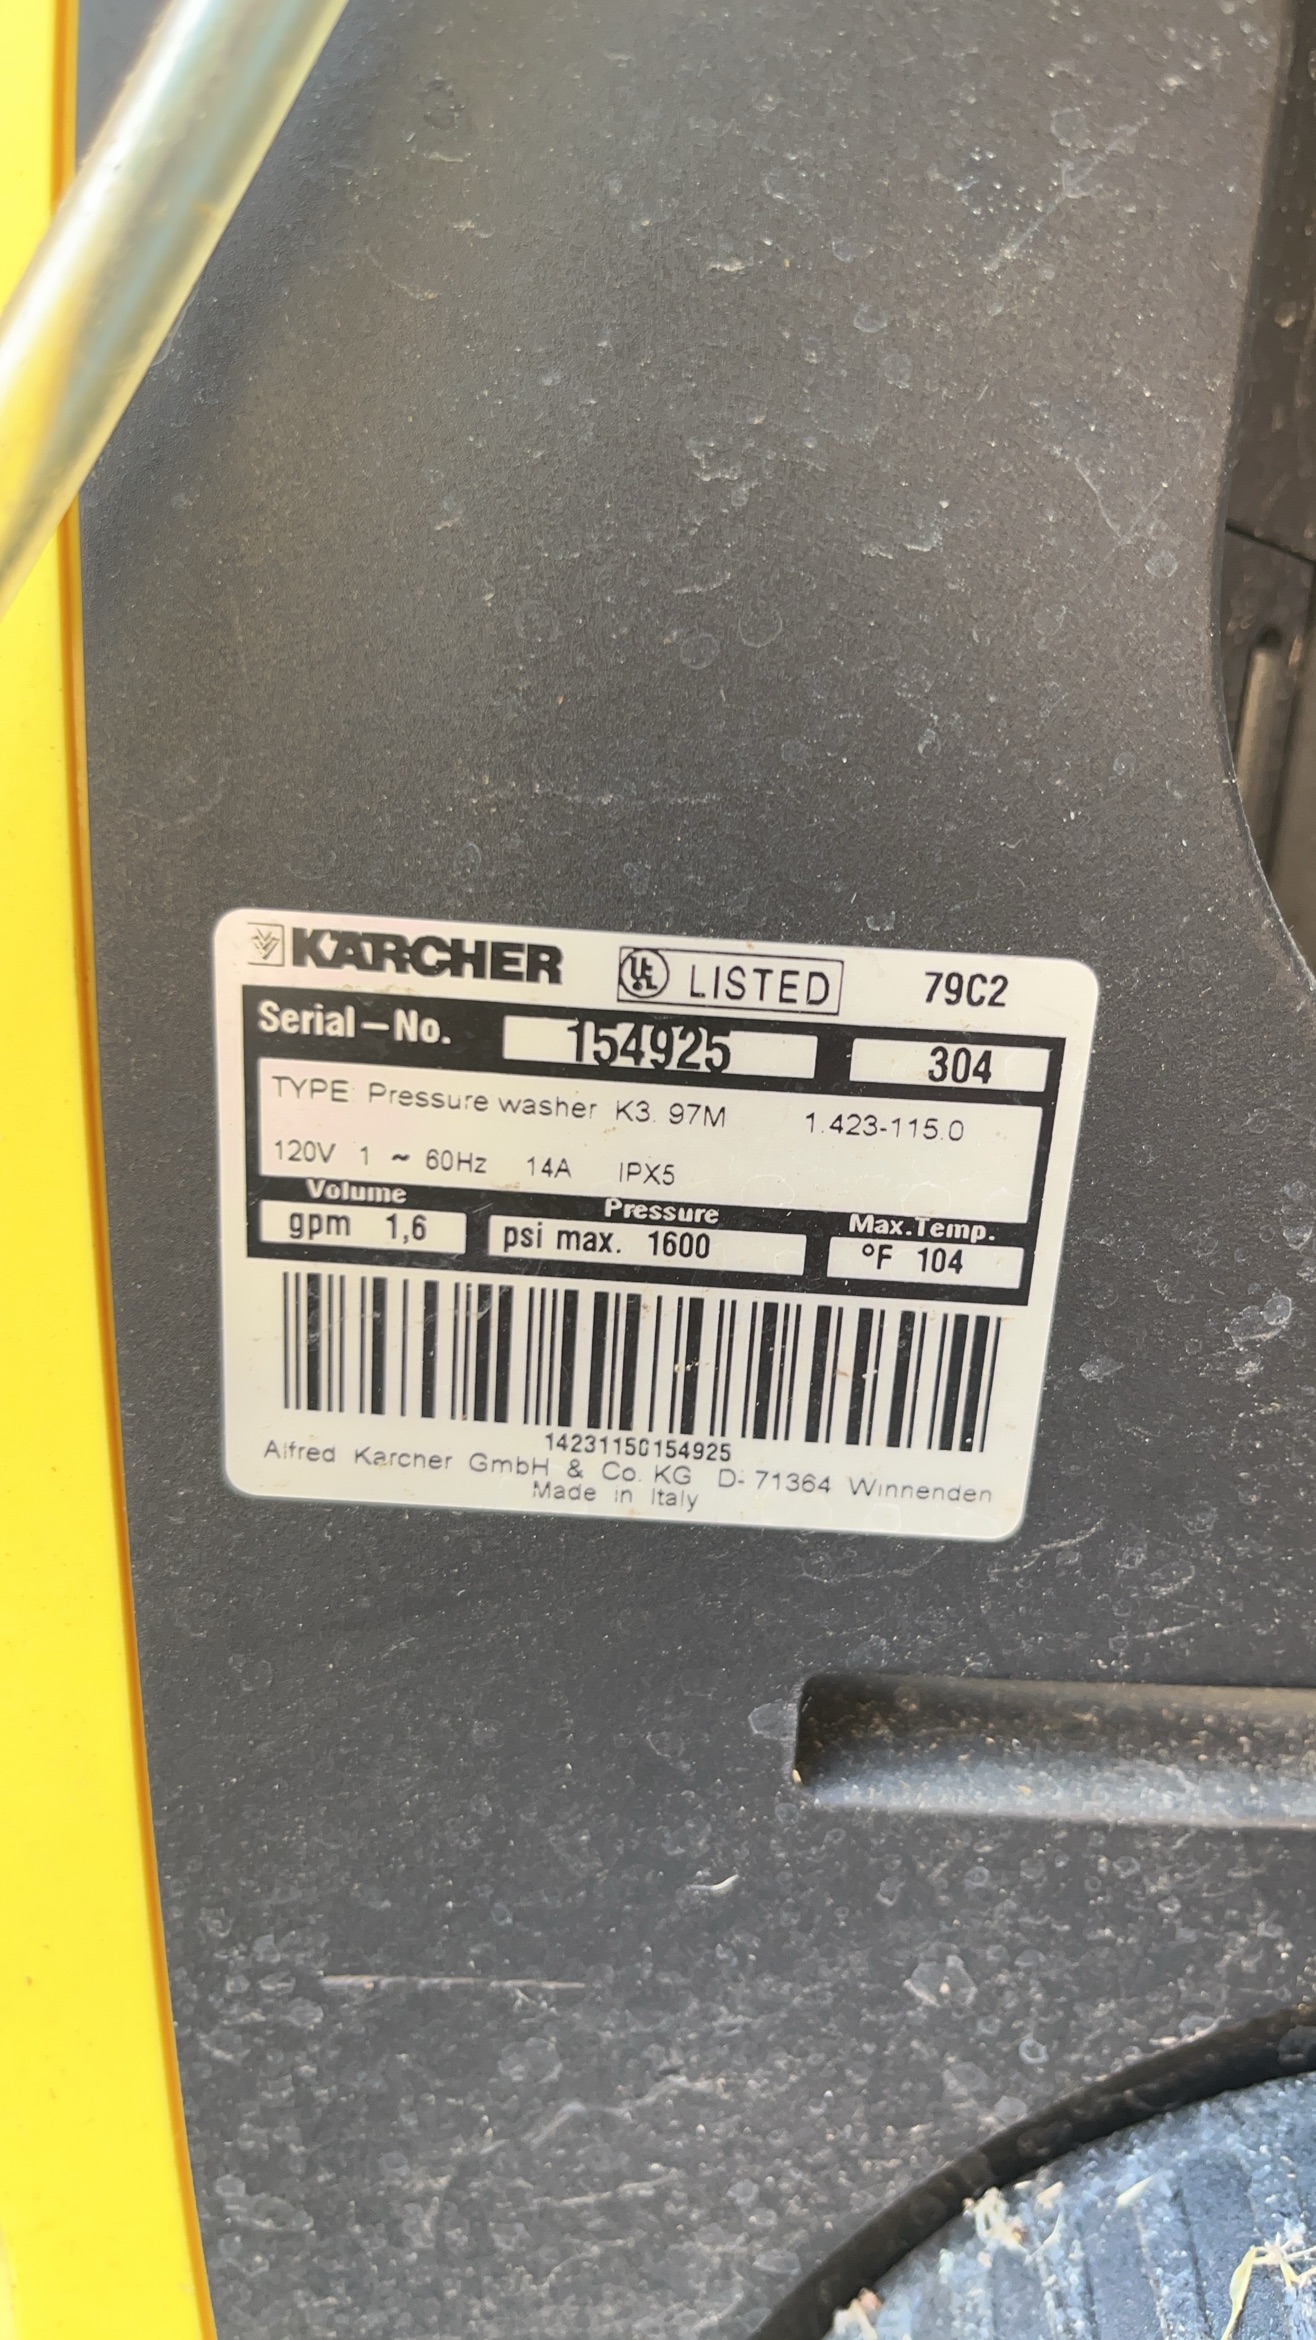 KÄRCHER UL LISTED 79C2
Serial-No. 154925 304
TYPE: Pressure washer K3. 97M 1.423-115.0
120V 1 ~ 60Hz 14A IPX5
Volume Pressure Max.Temp.
gpm 1,6 psi max. 1600 °F 104
14231150154925
Alfred Karcher GmbH & Co. KG D- 71364 Winnenden
Made in Italy